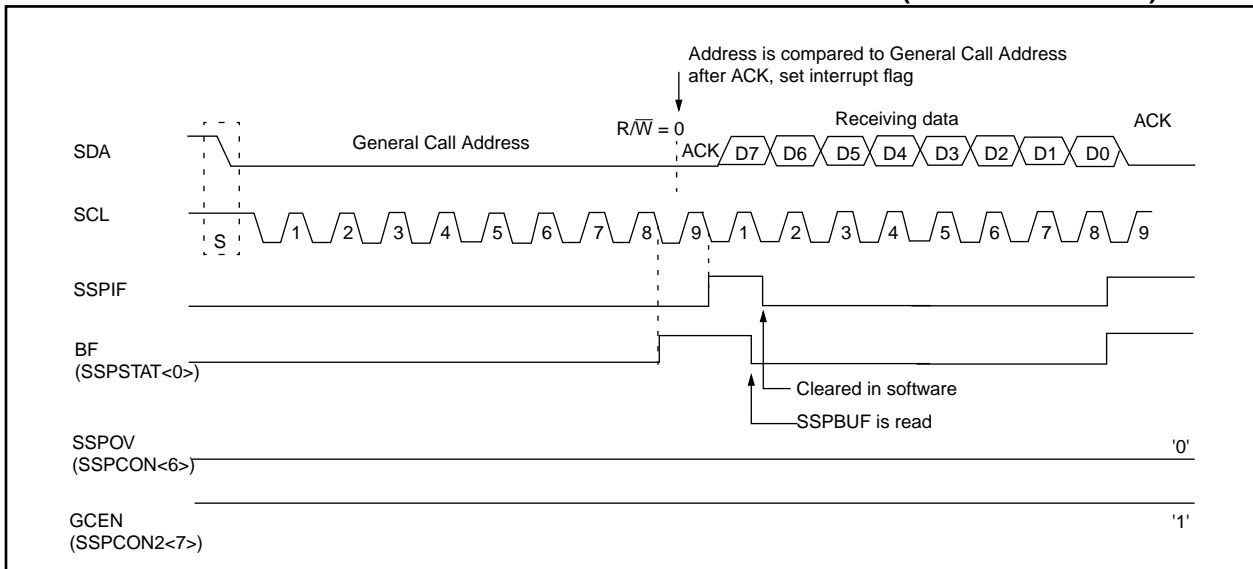 Address is compared to General Call Address
after ACK, set interrupt flag
R/W̅ = 0
Receiving data
ACK
SDA
General Call Address
ACK
D7 D6 D5 D4 D3 D2 D1 D0
SCL
S
1 2 3 4 5 6 7 8 9 1 2 3 4 5 6 7 8 9
SSPIF
BF
(SSPSTAT<0>)
Cleared in software
SSPBUF is read
SSPOV
(SSPCON<6>)
'0'
GCEN
(SSPCON2<7>)
'1'